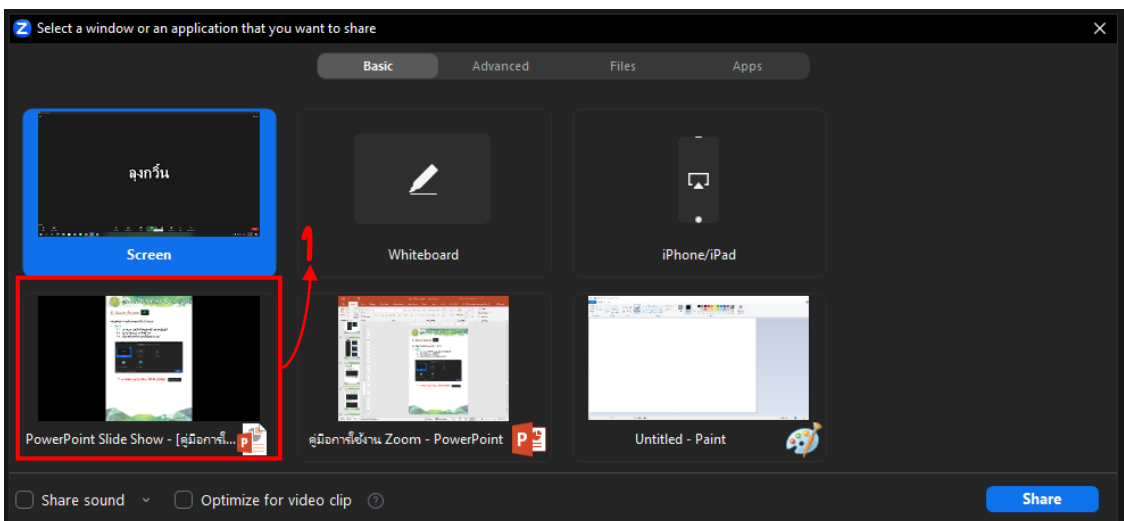 Select a window or an application that you want to share
Basic
Advanced
Files
Apps
ลุงกวิ้น
Screen
1
Whiteboard
iPhone/iPad
PowerPoint Slide Show - [คู่มือการใ...
คู่มือการใช้งาน Zoom - PowerPoint
Untitled - Paint
Share sound
Optimize for video clip
Share